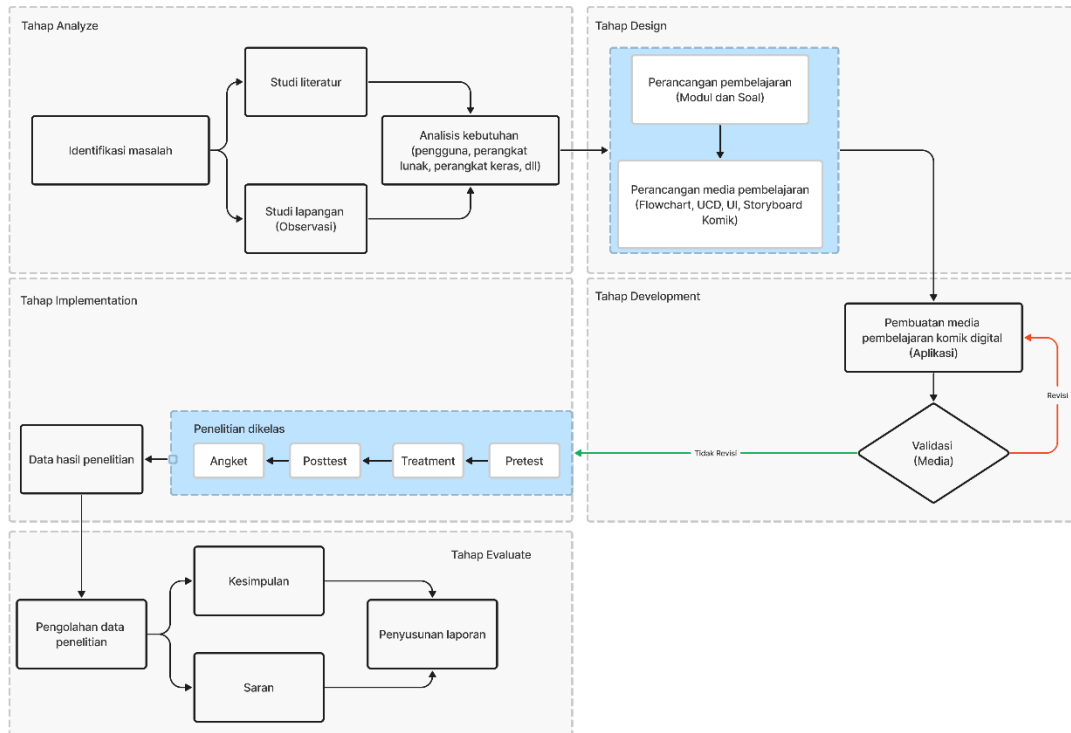 Tahap Analyze
Identifikasi masalah
Studi literatur
Studi lapangan
(Observasi)
Analisis kebutuhan
(pengguna, perangkat
lunak, perangkat keras, dll)
Tahap Design
Perancangan pembelajaran
(Modul dan Soal)
Perancangan media pembelajaran
(Flowchart, UCD, UI, Storyboard
Komik)
Tahap Development
Pembuatan media
pembelajaran komik digital
(Aplikasi)
Revisi
Validasi
(Media)
Tidak Revisi
Tahap Implementation
Penelitian dikelas
Data hasil penelitian
Angket
Posttest
Treatment
Pretest
Tahap Evaluate
Pengolahan data
penelitian
Kesimpulan
Saran
Penyusunan laporan